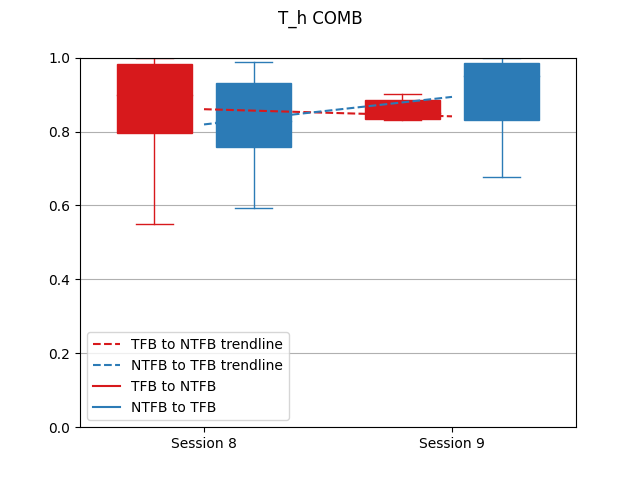 T_h COMB
1.0
0.8
0.6
0.4
0.2
0.0
TFB to NTFB trendline
NTFB to TFB trendline
TFB to NTFB
NTFB to TFB
Session 8
Session 9